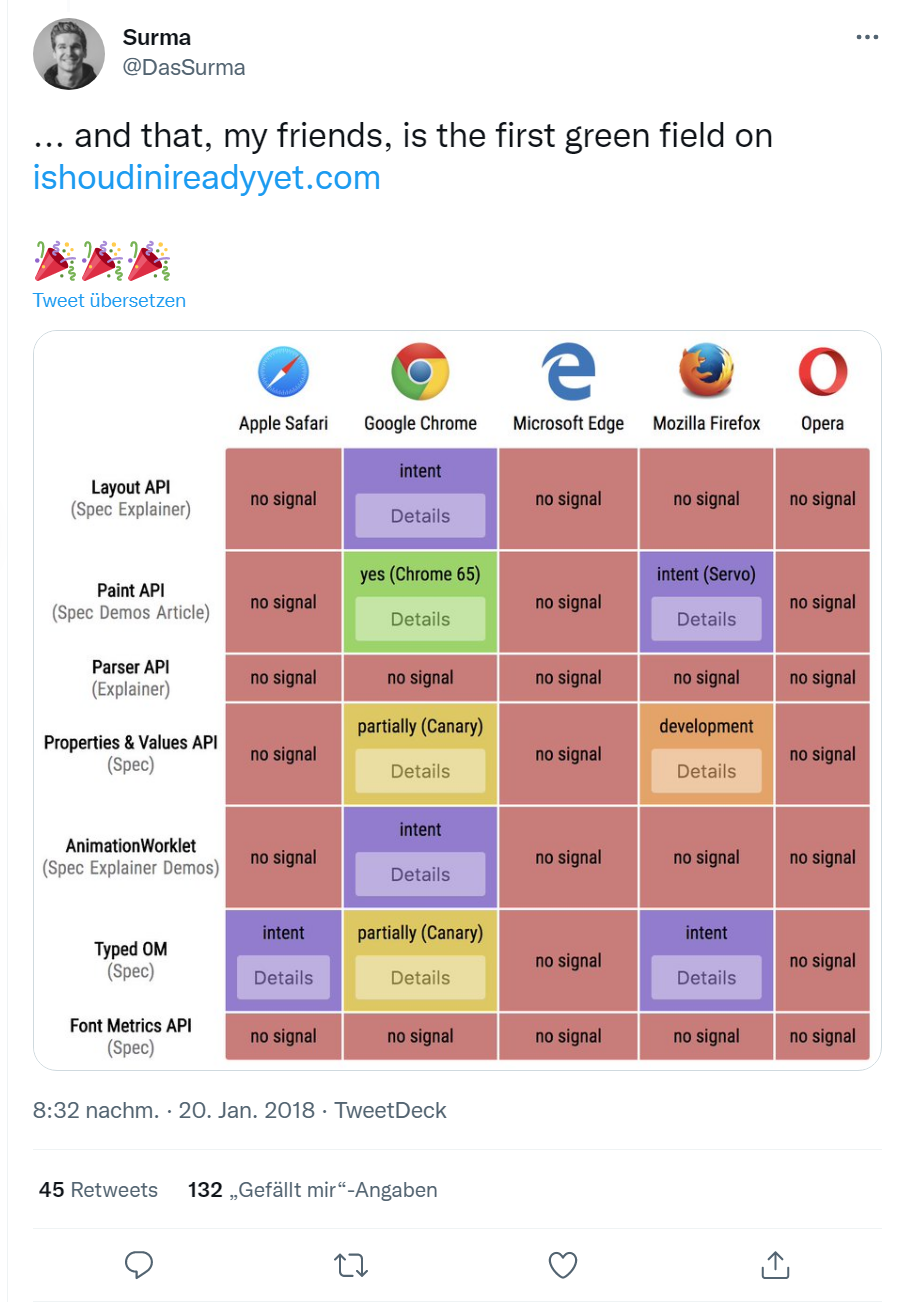 Surma
@DasSurma
... and that, my friends, is the first green field on
ishoudinireadyyet.com
Tweet übersetzen
Apple Safari Google Chrome Microsoft Edge Mozilla Firefox Opera
Layout API
(Spec Explainer)
no signal
intent
Details
no signal
no signal
no signal
Paint API
(Spec Demos Article)
no signal
yes (Chrome 65)
Details
no signal
intent (Servo)
Details
no signal
Parser API
(Explainer)
no signal
no signal
no signal
no signal
no signal
Properties & Values API
(Spec)
no signal
partially (Canary)
Details
no signal
development
Details
no signal
AnimationWorklet
(Spec Explainer Demos)
no signal
intent
Details
no signal
no signal
no signal
Typed OM
(Spec)
intent
Details
partially (Canary)
Details
no signal
intent
Details
no signal
Font Metrics API
(Spec)
no signal
no signal
no signal
no signal
no signal
8:32 nachm. · 20. Jan. 2018 · TweetDeck
45 Retweets 132 „Gefällt mir“-Angaben